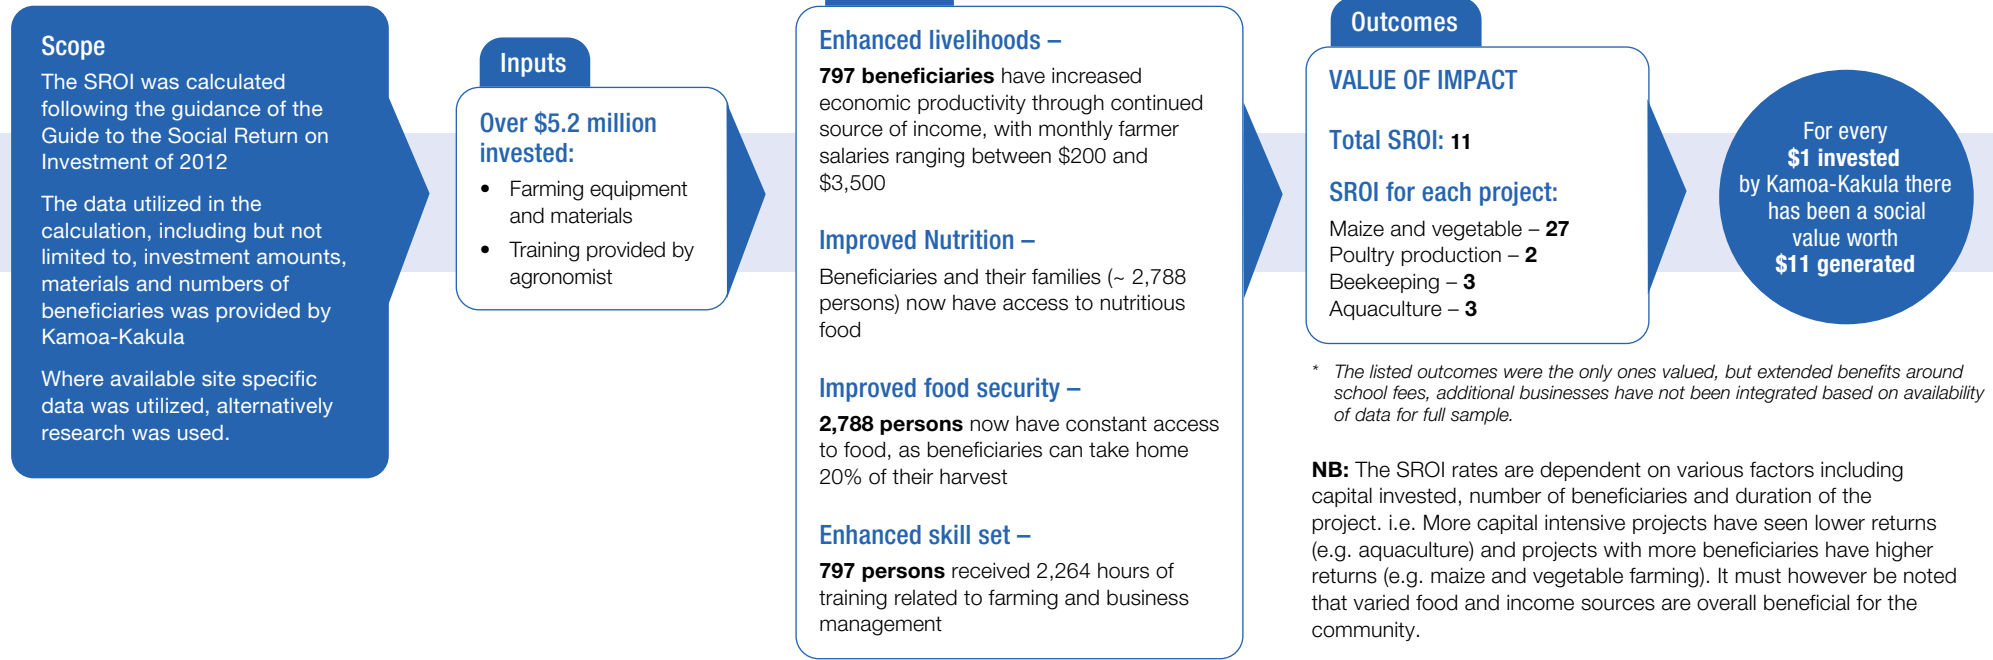 Scope
The SROI was calculated
following the guidance of the
Guide to the Social Return on
Investment of 2012
The data utilized in the
calculation, including but not
limited to, investment amounts,
materials and numbers of
beneficiaries was provided by
Kamoa-Kakula
Where available site specific
data was utilized, alternatively
research was used.
Inputs
Over $5.2 million
invested:
• Farming equipment
and materials
• Training provided by
agronomist
Enhanced livelihoods –
797 beneficiaries have increased
economic productivity through continued
source of income, with monthly farmer
salaries ranging between $200 and
$3,500
Improved Nutrition –
Beneficiaries and their families (~ 2,788
persons) now have access to nutritious
food
Improved food security –
2,788 persons now have constant access
to food, as beneficiaries can take home
20% of their harvest
Enhanced skill set –
797 persons received 2,264 hours of
training related to farming and business
management
Outcomes
VALUE OF IMPACT
Total SROI: 11
SROI for each project:
Maize and vegetable – 27
Poultry production – 2
Beekeeping – 3
Aquaculture – 3
For every
$1 invested
by Kamoa-Kakula there
has been a social
value worth
$11 generated
* The listed outcomes were the only ones valued, but extended benefits around
school fees, additional businesses have not been integrated based on availability
of data for full sample.
NB: The SROI rates are dependent on various factors including
capital invested, number of beneficiaries and duration of the
project. i.e. More capital intensive projects have seen lower returns
(e.g. aquaculture) and projects with more beneficiaries have higher
returns (e.g. maize and vegetable farming). It must however be noted
that varied food and income sources are overall beneficial for the
community.